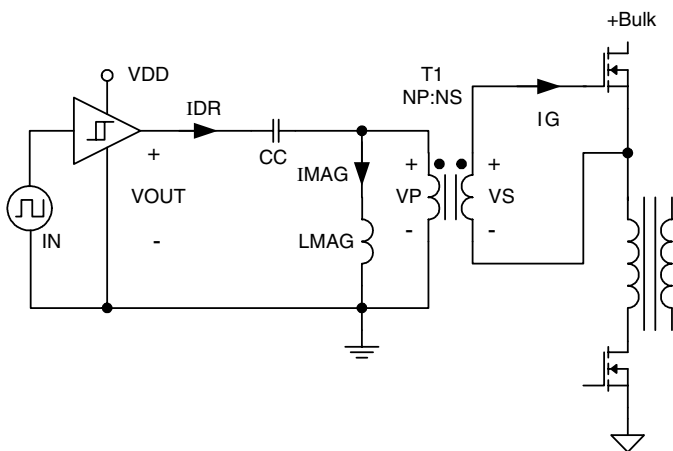 +Bulk
VDD
T1
NP:NS
IDR
IG
+
CC
IMAG
+
+
VOUT
VP
VS
-
-
-
IN
LMAG